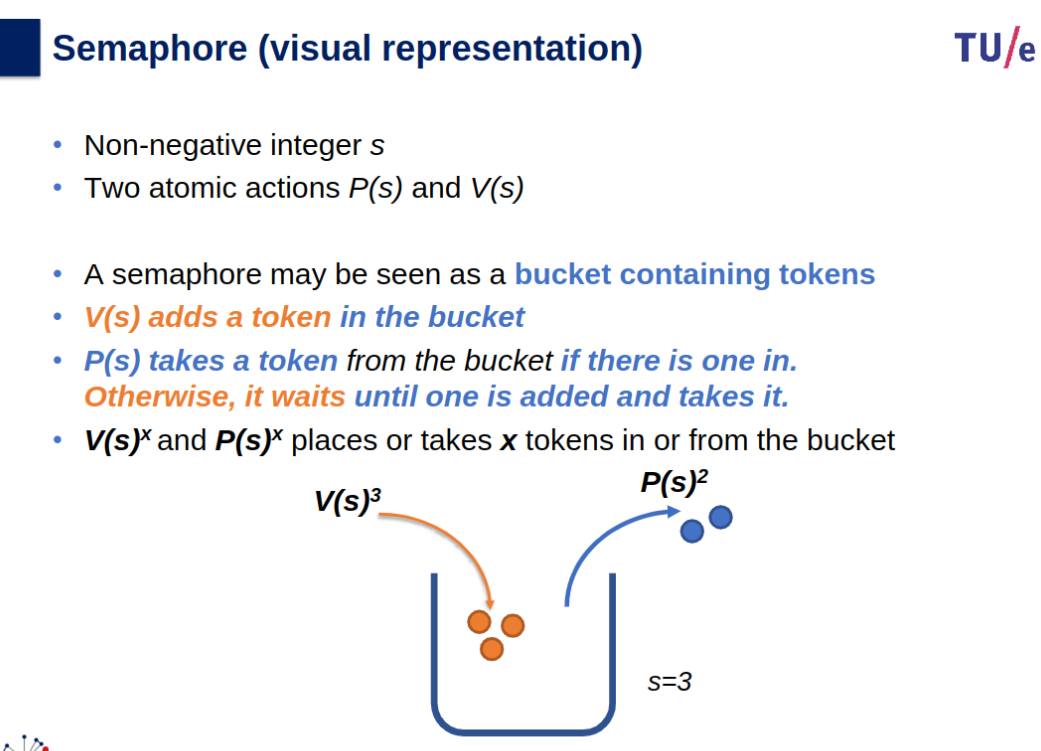 Semaphore (visual representation)
TU/e
• Non-negative integer s
• Two atomic actions P(s) and V(s)
• A semaphore may be seen as a bucket containing tokens
• V(s) adds a token in the bucket
• P(s) takes a token from the bucket if there is one in.
Otherwise, it waits until one is added and takes it.
• V(s)ˣ and P(s)ˣ places or takes x tokens in or from the bucket
P(s)²
V(s)³
s=3